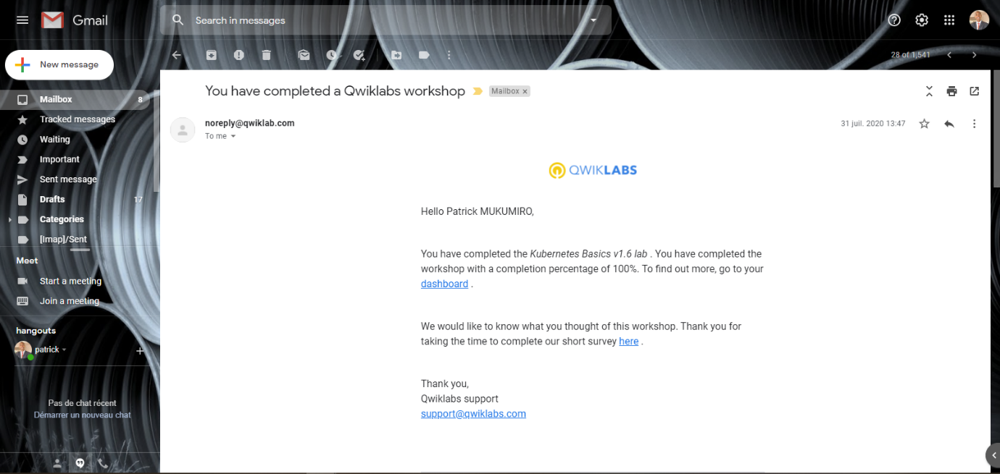 Gmail
Search in messages
New message
28 of 1,541
Mailbox 8
Tracked messages
Waiting
Important
Sent message
Drafts 17
Categories
[Imap]/Sent
Meet
Start a meeting
Join a meeting
hangouts
patrick
Pas de chat récent
Démarrer un nouveau chat
You have completed a Qwiklabs workshop Mailbox x
noreply@qwiklab.com 31 juil. 2020 13:47
To me
QWIKLABS
Hello Patrick MUKUMIRO,
You have completed the Kubernetes Basics v1.6 lab . You have completed the
workshop with a completion percentage of 100%. To find out more, go to your
dashboard .
We would like to know what you thought of this workshop. Thank you for
taking the time to complete our short survey here .
Thank you,
Qwiklabs support
support@qwiklabs.com